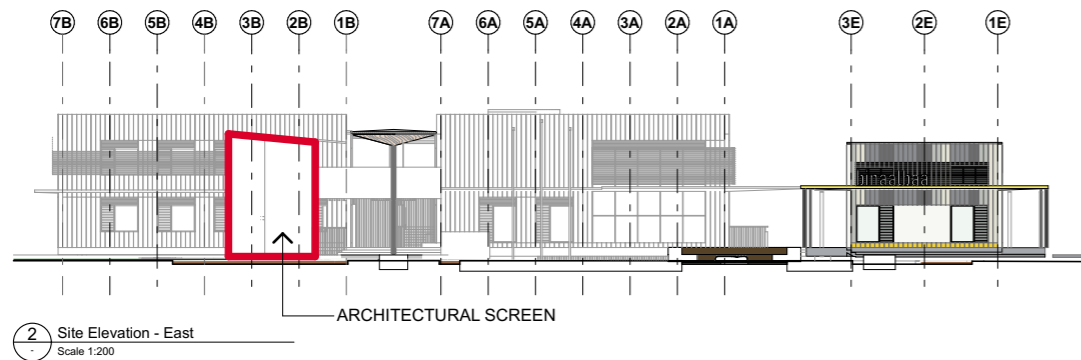 7B 6B 5B 4B 3B 2B 1B 7A 6A 5A 4A 3A 2A 1A 3E 2E 1E
binaalbaa
ARCHITECTURAL SCREEN
2 Site Elevation - East
- Scale 1:200